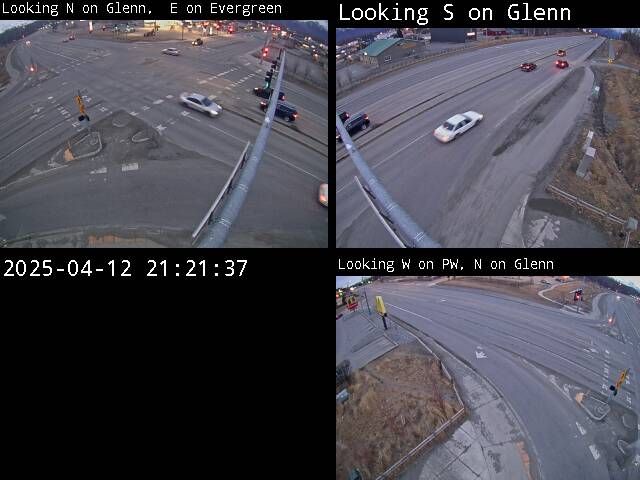 Looking N on Glenn,  E on Evergreen
Looking S on Glenn
2025-04-12 21:21:37
Looking W on PW, N on Glenn